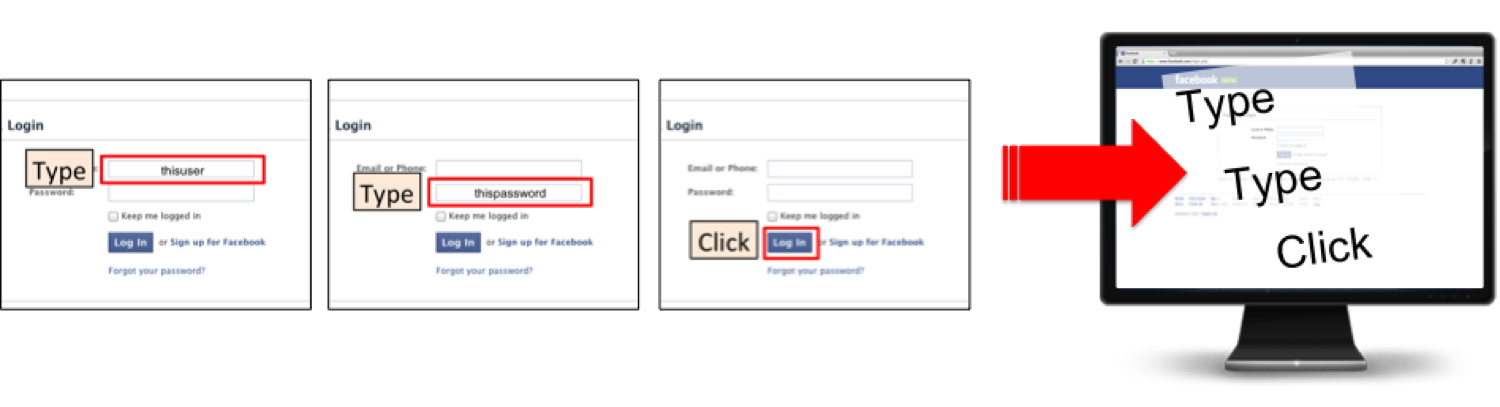 Login
Type
thisuser
Password:
Keep me logged in
Log In or Sign up for Facebook
Forgot your password?
Login
Email or Phone:
Type
thispassword
Keep me logged in
Log In or Sign up for Facebook
Forgot your password?
Login
Email or Phone:
Password:
Keep me logged in
Click
Log In or Sign up for Facebook
Forgot your password?
facebook
Type
Type
Click